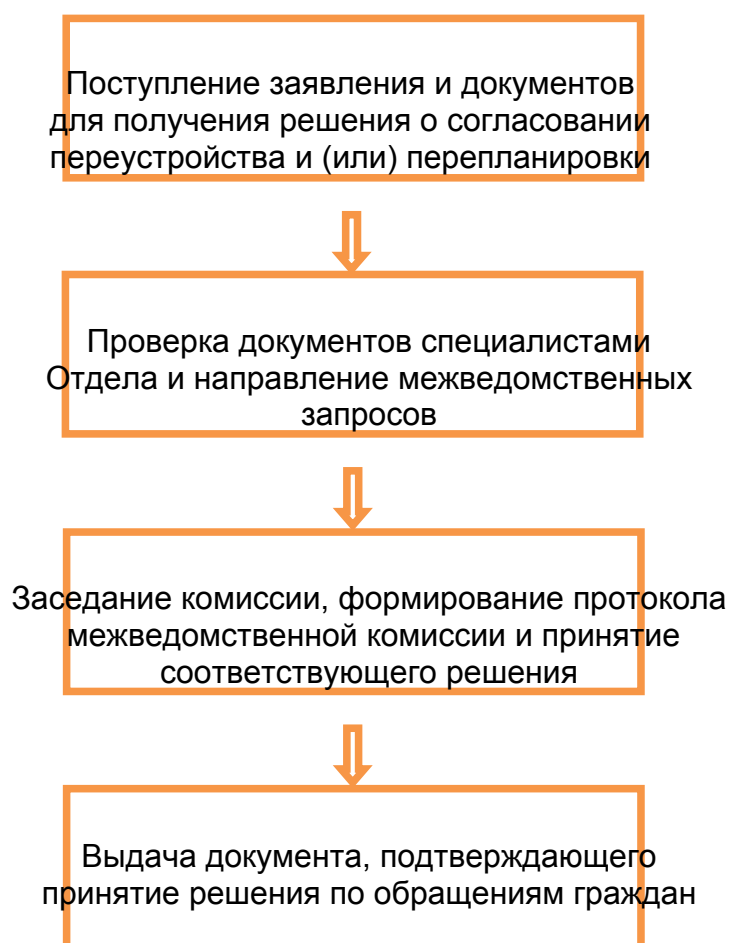 Поступление заявления и документов
для получения решения о согласовании
переустройства и (или) перепланировки
Проверка документов специалистами
Отдела и направление межведомственных
запросов
Заседание комиссии, формирование протокола
межведомственной комиссии и принятие
соответствующего решения
Выдача документа, подтверждающего
принятие решения по обращениям граждан